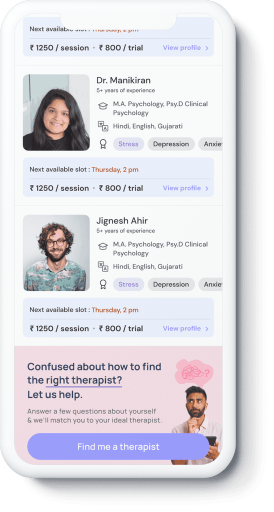 Next available slot : Thursday, 2 pm
₹ 1250 / session · ₹ 800 / trial View profile >
Dr. Manikiran
5+ years of experience
M.A. Psychology, Psy.D Clinical
Psychology
Hindi, English, Gujarati
Stress Depression Anxie
Next available slot : Thursday, 2 pm
₹ 1250 / session · ₹ 800 / trial View profile >
Jignesh Ahir
5+ years of experience
M.A. Psychology, Psy.D Clinical
Psychology
Hindi, English, Gujarati
Stress Depression Anxie
Next available slot : Thursday, 2 pm
₹ 1250 / session · ₹ 800 / trial View profile >
Confused about how to find
the right therapist?
Let us help.
Answer a few questions about yourself
& we'll match you to your ideal therapist.
Find me a therapist